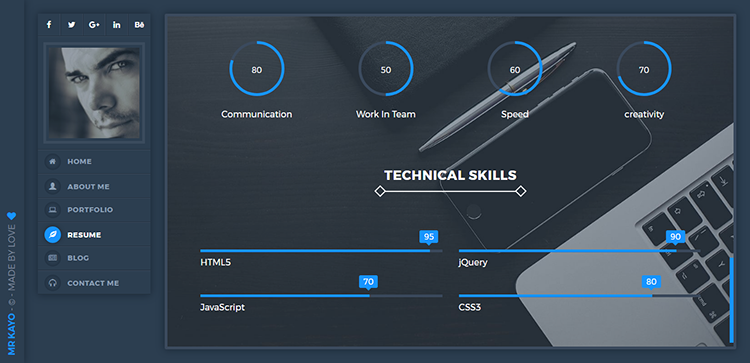 f G+ in Bē
HOME
ABOUT ME
PORTFOLIO
RESUME
BLOG
CONTACT ME
MR KAYO - © - MADE BY LOVE
80 50 60 70
Communication Work In Team Speed creativity
TECHNICAL SKILLS
95 90
HTML5 jQuery
70 80
JavaScript CSS3